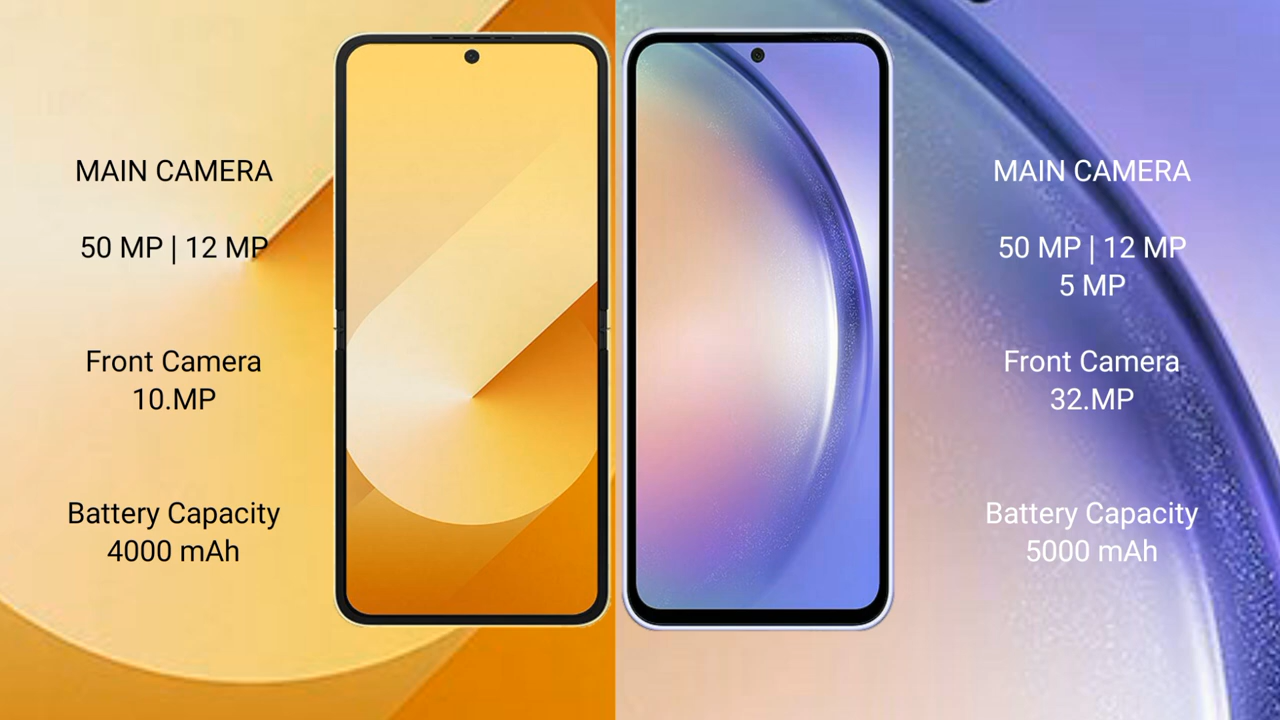 MAIN CAMERA
50 MP | 12 MP
Front Camera
10.MP
Battery Capacity
4000 mAh
MAIN CAMERA
50 MP | 12 MP
5 MP
Front Camera
32.MP
Battery Capacity
5000 mAh